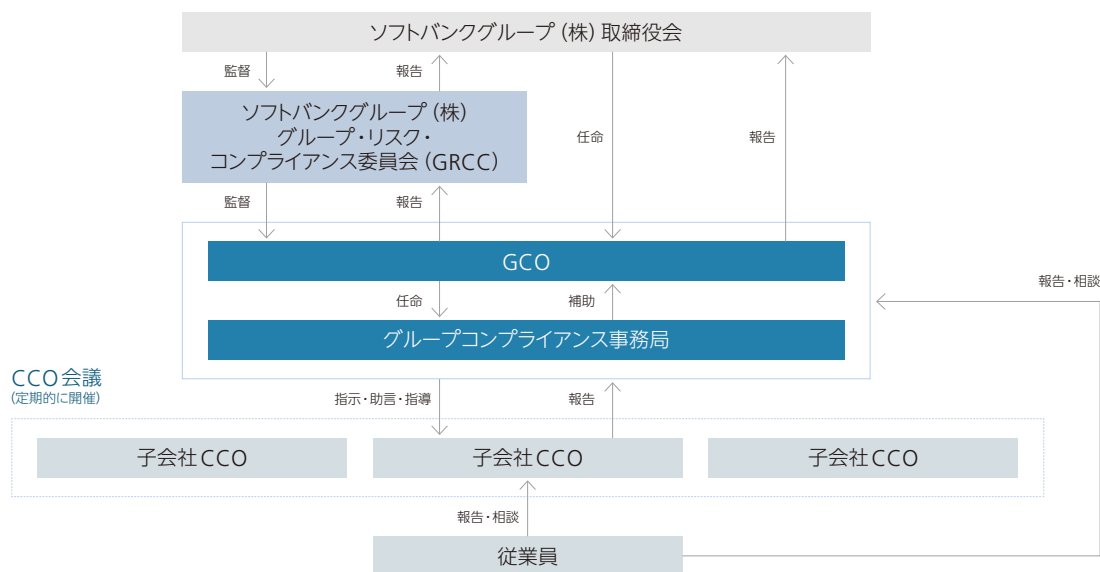 ソフトバンクグループ(株)取締役会
監督
報告
任命
報告
ソフトバンクグループ(株)
グループ・リスク・
コンプライアンス委員会(GRCC)
監督
報告
GCO
報告・相談
任命
補助
グループコンプライアンス事務局
CCO会議
(定期的に開催)
指示・助言・指導
報告
子会社CCO
子会社CCO
子会社CCO
報告・相談
従業員